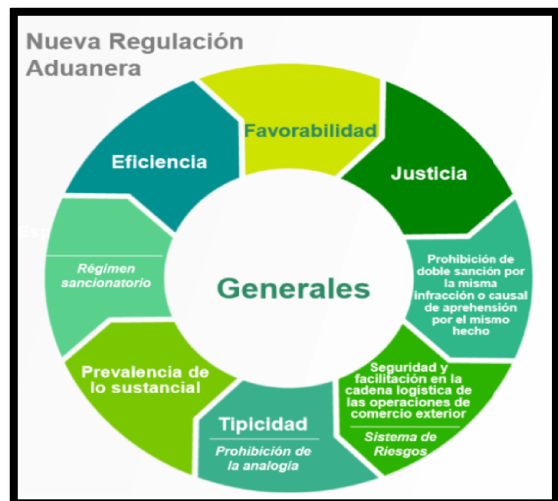 Nueva Regulación
Aduanera
Favorabilidad
Justicia
Prohibición de
doble sanción por
la misma
infracción o causal
de aprehensión
por el mismo
hecho
Seguridad y
facilitación en la
cadena logística de
las operaciones de
comercio exterior
Sistema de
Riesgos
Tipicidad
Prohibición de
la analogía
Prevalencia de
lo sustancial
Régimen
sancionatorio
Eficiencia
Generales